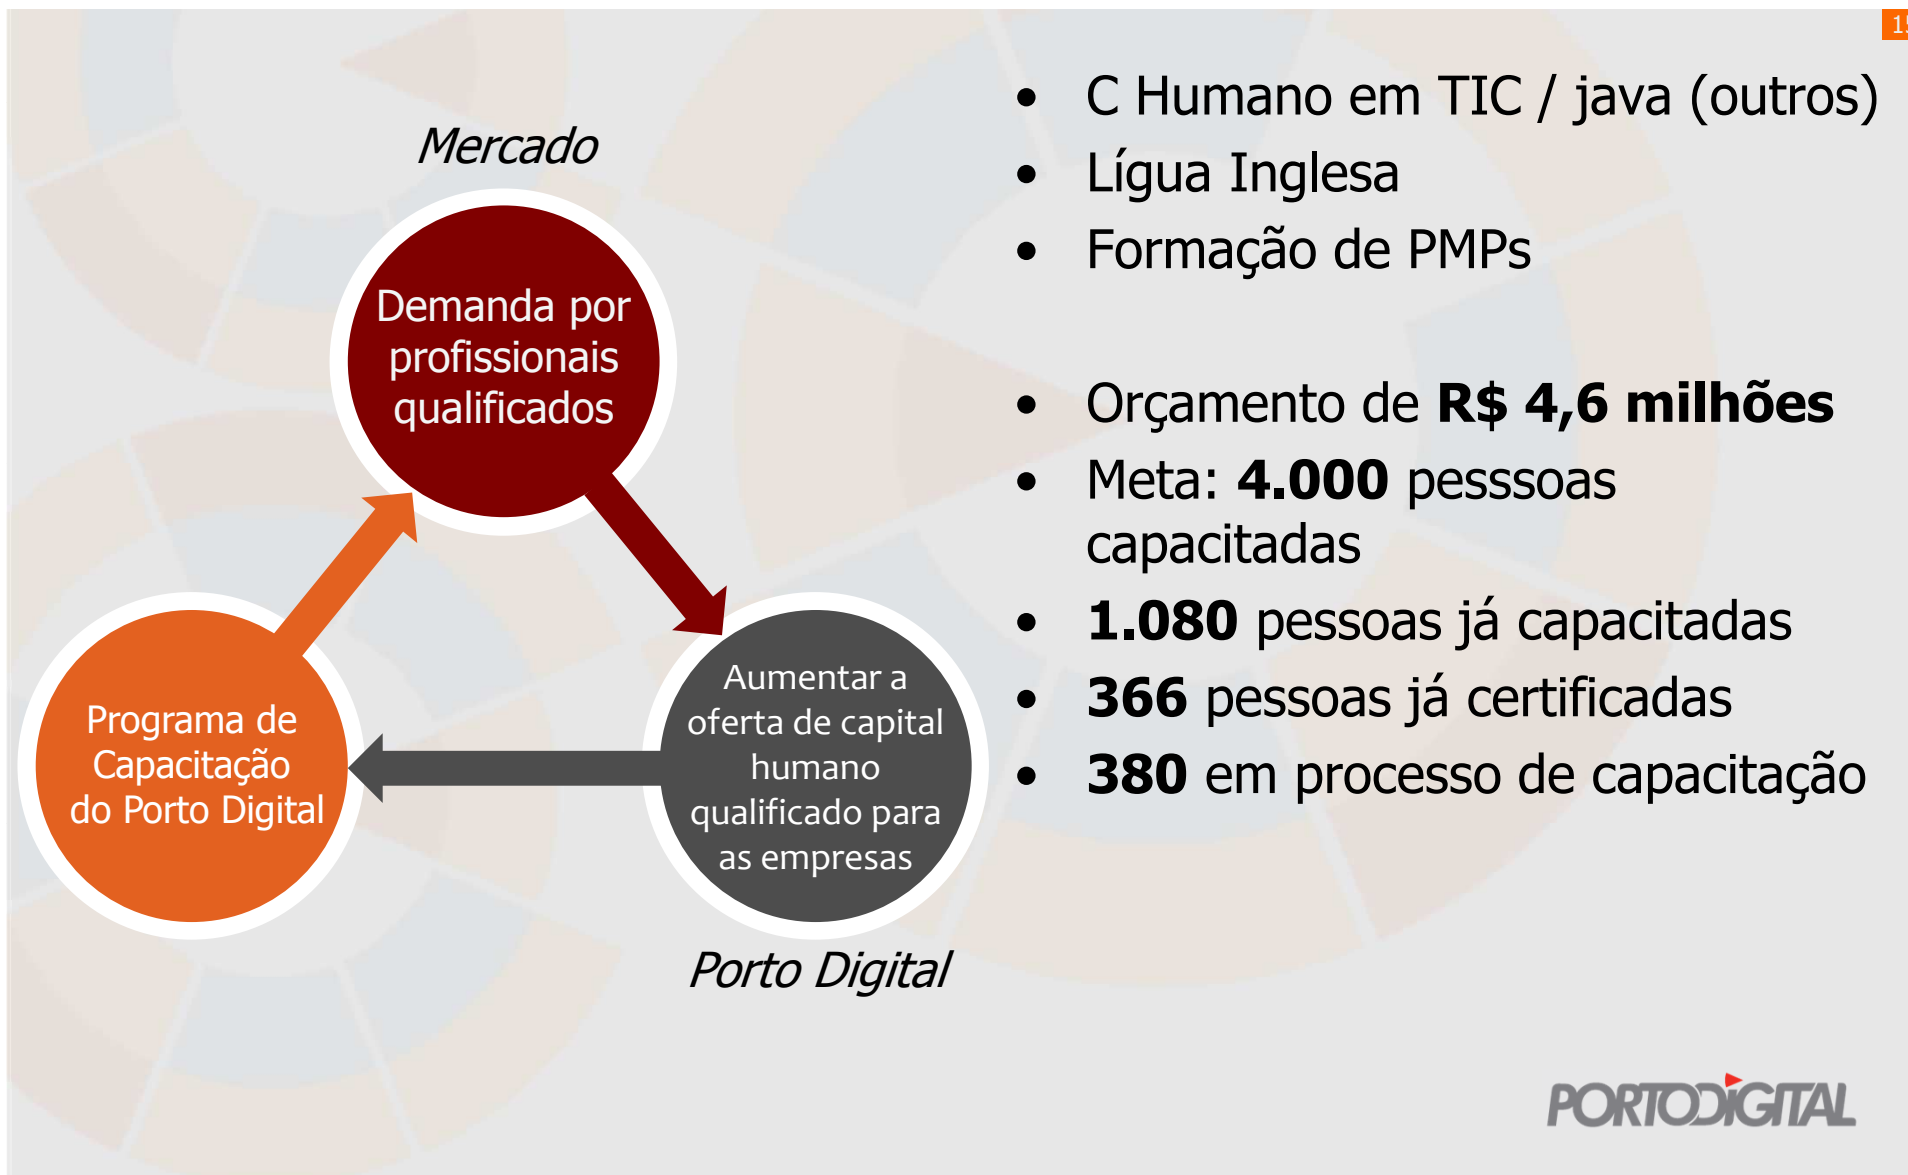 Mercado
Demanda por
profissionais
qualificados
Programa de
Capacitação
do Porto Digital
Aumentar a
oferta de capital
humano
qualificado para
as empresas
Porto Digital
• C Humano em TIC / java (outros)
• Lígua Inglesa
• Formação de PMPs
• Orçamento de R$ 4,6 milhões
• Meta: 4.000 pesssoas
capacitadas
• 1.080 pessoas já capacitadas
• 366 pessoas já certificadas
• 380 em processo de capacitação
PORTODIGITAL